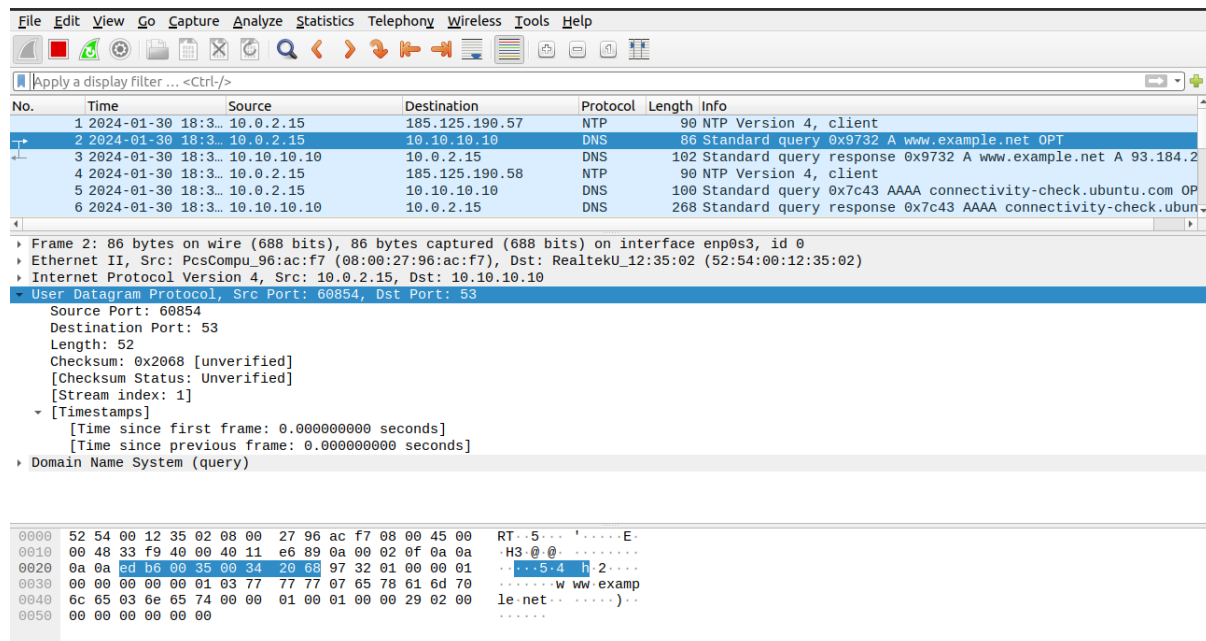 File Edit View Go Capture Analyze Statistics Telephony Wireless Tools Help
Apply a display filter … <Ctrl-/>
No. Time Source Destination Protocol Length Info
1 2024-01-30 18:3… 10.0.2.15 185.125.190.57 NTP 90 NTP Version 4, client
2 2024-01-30 18:3… 10.0.2.15 10.10.10.10 DNS 86 Standard query 0x9732 A www.example.net OPT
3 2024-01-30 18:3… 10.10.10.10 10.0.2.15 DNS 102 Standard query response 0x9732 A www.example.net A 93.184.2
4 2024-01-30 18:3… 10.0.2.15 185.125.190.58 NTP 90 NTP Version 4, client
5 2024-01-30 18:3… 10.0.2.15 10.10.10.10 DNS 100 Standard query 0x7c43 AAAA connectivity-check.ubuntu.com OP
6 2024-01-30 18:3… 10.10.10.10 10.0.2.15 DNS 268 Standard query response 0x7c43 AAAA connectivity-check.ubun
Frame 2: 86 bytes on wire (688 bits), 86 bytes captured (688 bits) on interface enp0s3, id 0
Ethernet II, Src: PcsCompu_96:ac:f7 (08:00:27:96:ac:f7), Dst: RealtekU_12:35:02 (52:54:00:12:35:02)
Internet Protocol Version 4, Src: 10.0.2.15, Dst: 10.10.10.10
User Datagram Protocol, Src Port: 60854, Dst Port: 53
Source Port: 60854
Destination Port: 53
Length: 52
Checksum: 0x2068 [unverified]
[Checksum Status: Unverified]
[Stream index: 1]
[Timestamps]
[Time since first frame: 0.000000000 seconds]
[Time since previous frame: 0.000000000 seconds]
Domain Name System (query)
0000 52 54 00 12 35 02 08 00 27 96 ac f7 08 00 45 00 RT··5··· '·····E·
0010 00 48 33 f9 40 00 40 11 e6 89 0a 00 02 0f 0a 0a ·H3·@·@· ········
0020 0a 0a ed b6 00 35 00 34 20 68 97 32 01 00 00 01 ·····5·4 h·2····
0030 00 00 00 00 00 01 03 77 77 77 07 65 78 61 6d 70 ·······w ww·examp
0040 6c 65 03 6e 65 74 00 00 01 00 01 00 00 29 02 00 le·net·· ·····)··
0050 00 00 00 00 00 00 ······